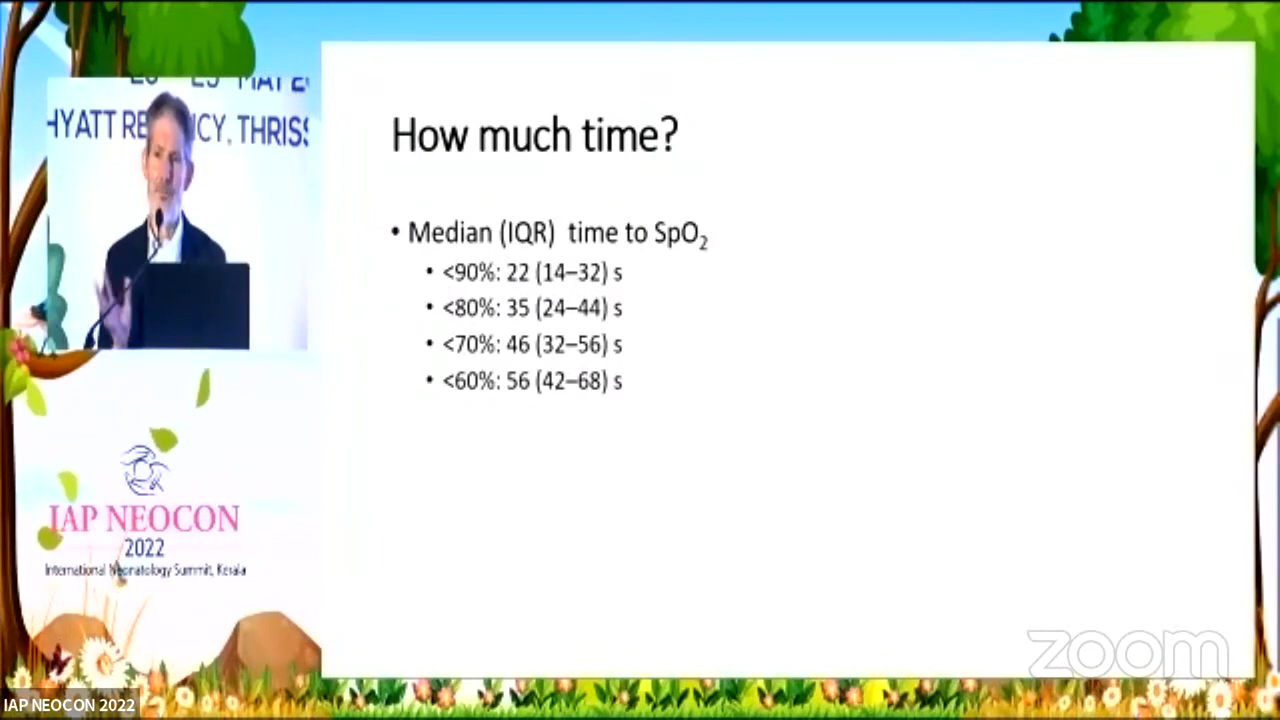 HYATT RE CY, THRISS
How much time?
• Median (IQR)  time to SpO₂
• <90%: 22 (14–32) s
• <80%: 35 (24–44) s
• <70%: 46 (32–56) s
• <60%: 56 (42–68) s
IAP NEOCON
2022
International Neonatology Summit, Kerala
zoom
IAP NEOCON 2022